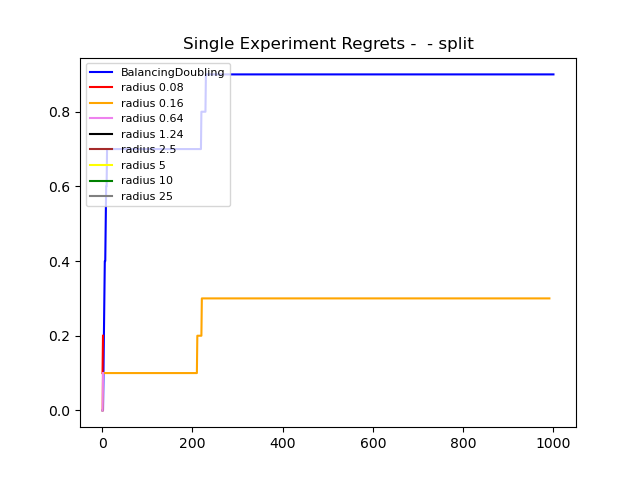 Single Experiment Regrets -  - split
BalancingDoubling
radius 0.08
radius 0.16
radius 0.64
radius 1.24
radius 2.5
radius 5
radius 10
radius 25
0.8
0.6
0.4
0.2
0.0
0 200 400 600 800 1000